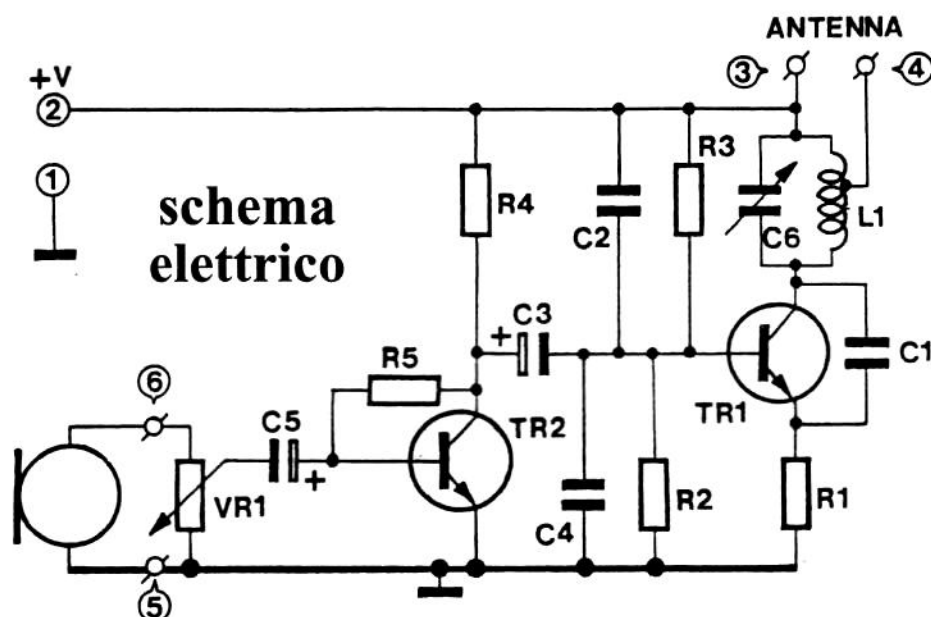 ANTENNA
3
4
+V
2
R3
1
schema
elettrico
R4
C2
C6
L1
C3
+
C1
R5
6
TR2
TR1
C5
+
VR1
C4
R2
R1
5